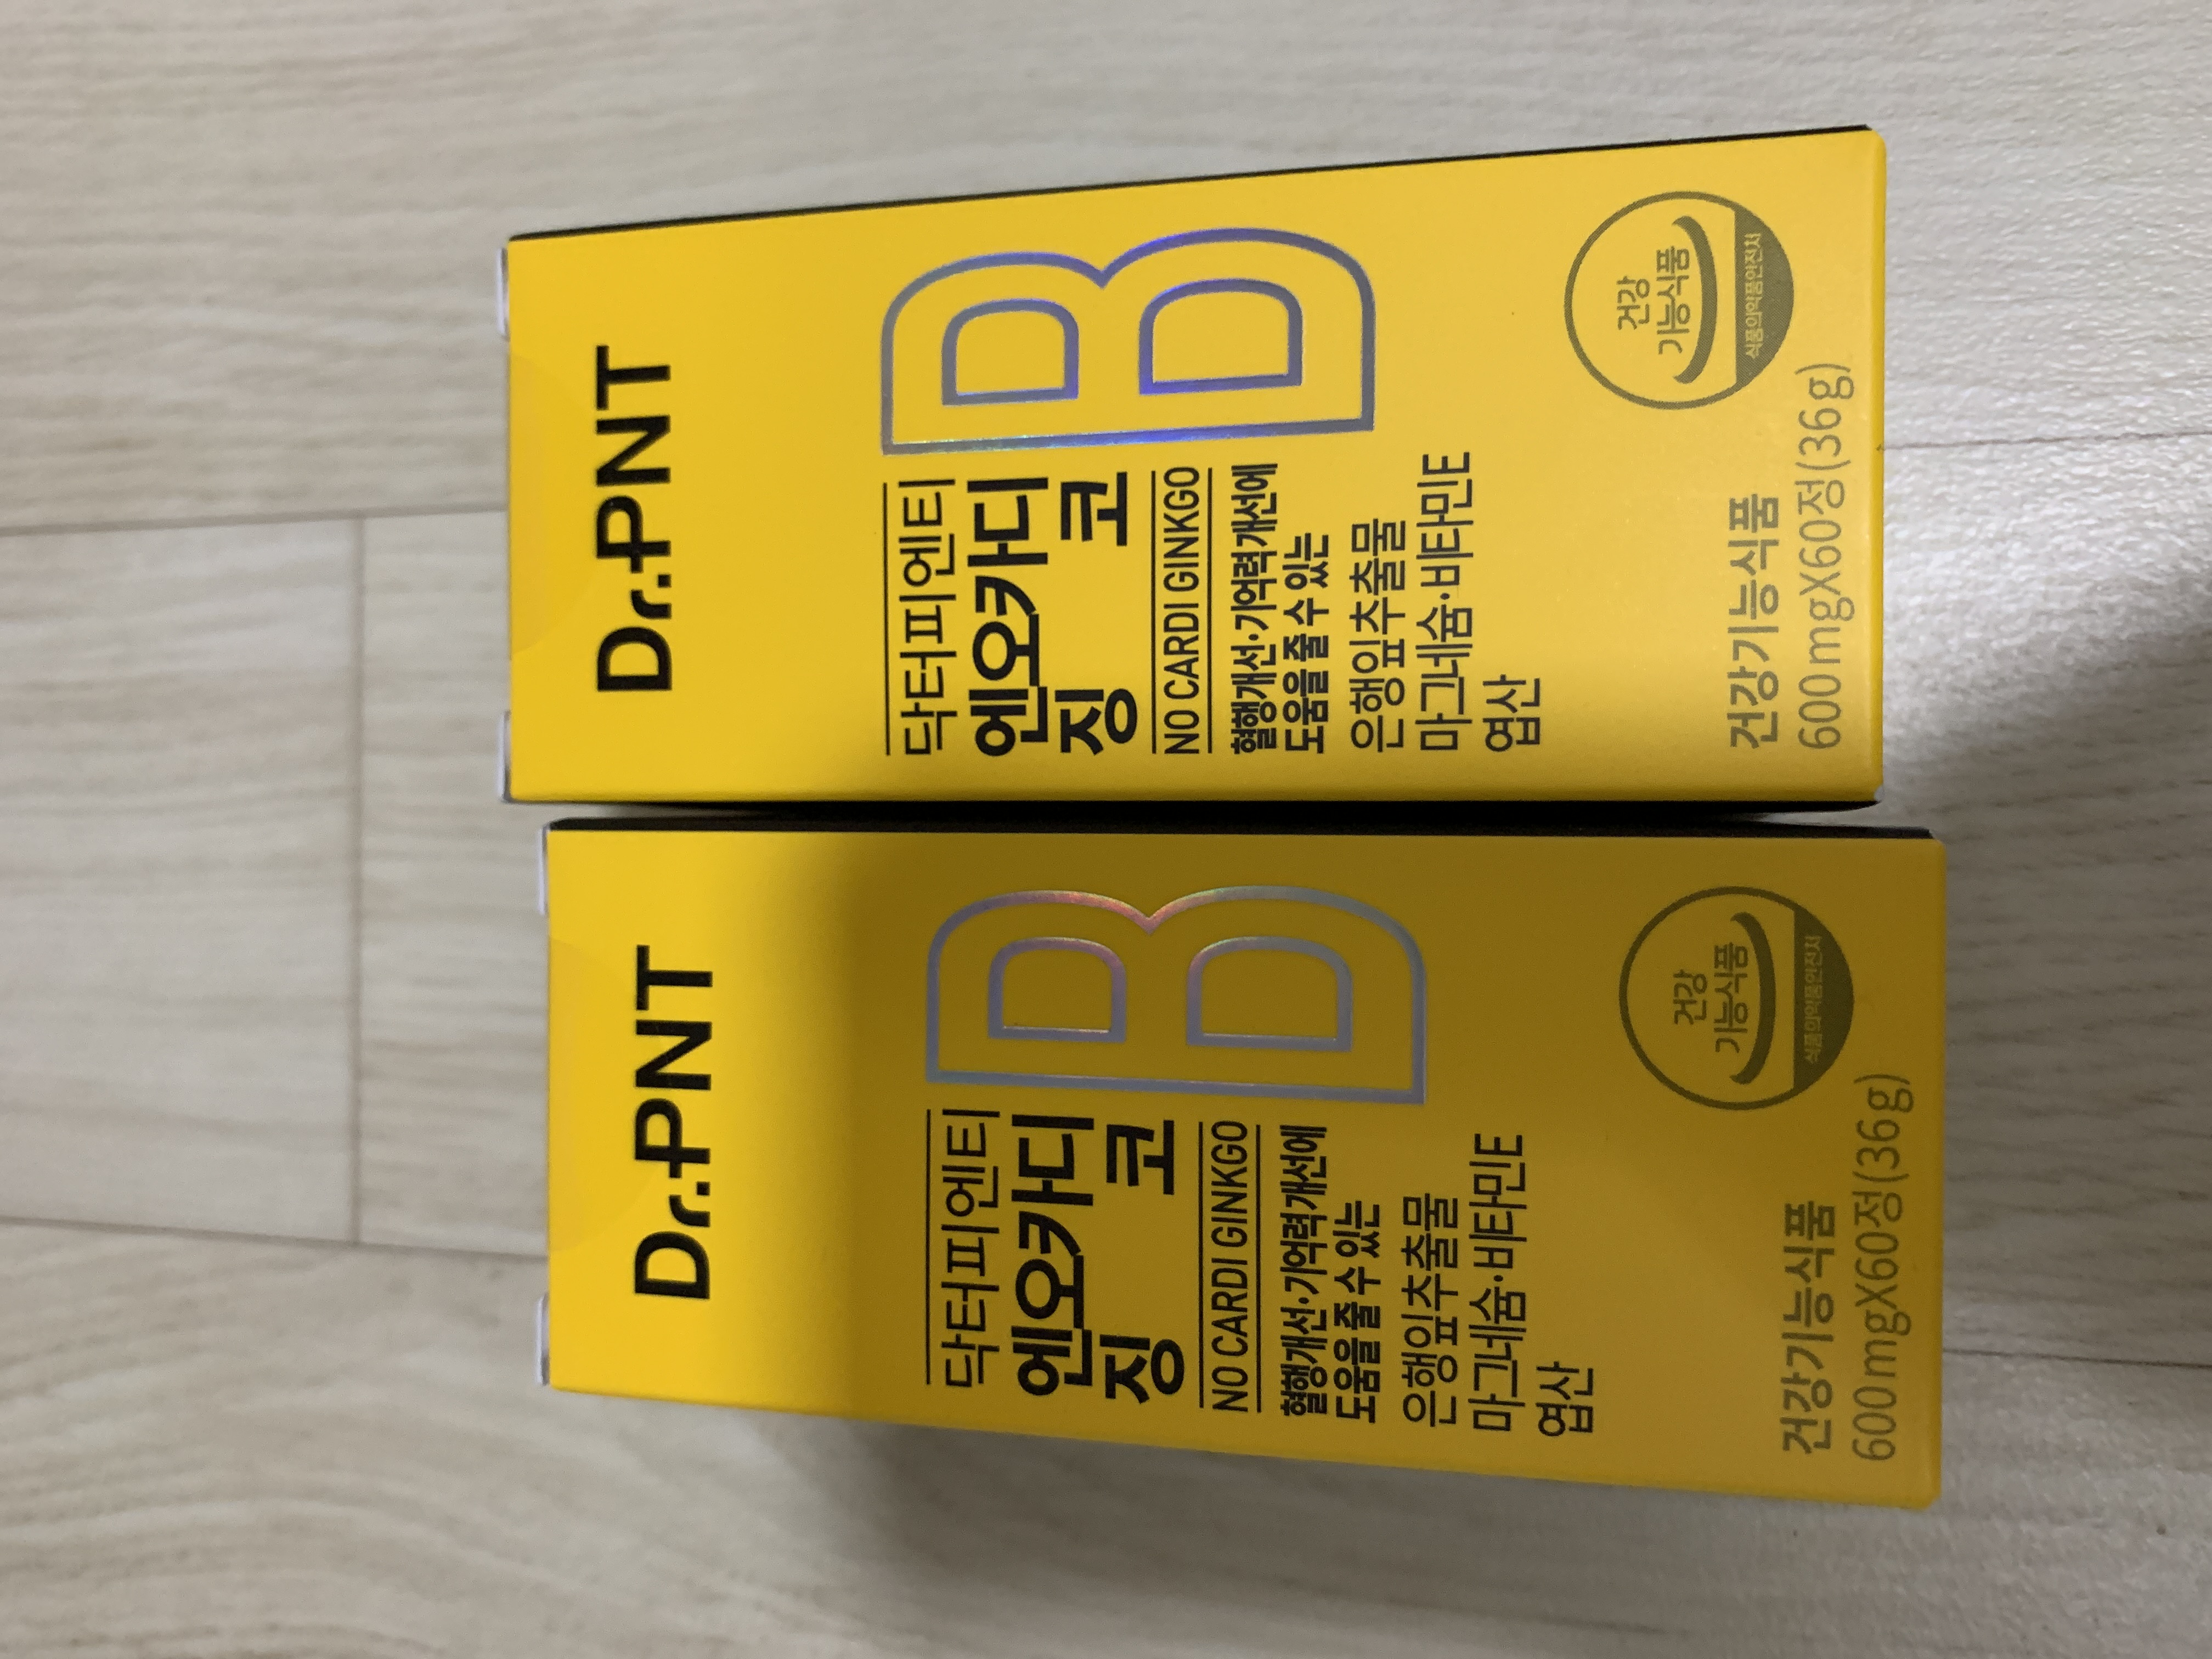 Dr.PNT
닥터피엔티
엔오카디
징코
B
NO CARDI GINKGO
혈행개선·기억력개선에
도움을 줄 수 있는
은행잎추출물
마그네슘·비타민E
엽산
건강
기능식품
식품의약품안전처
건강기능식품
600mgX60정(36g)
Dr.PNT
닥터피엔티
엔오카디
징코
B
NO CARDI GINKGO
혈행개선·기억력개선에
도움을 줄 수 있는
은행잎추출물
마그네슘·비타민E
엽산
건강
기능식품
식품의약품안전처
건강기능식품
600mgX60정(36g)